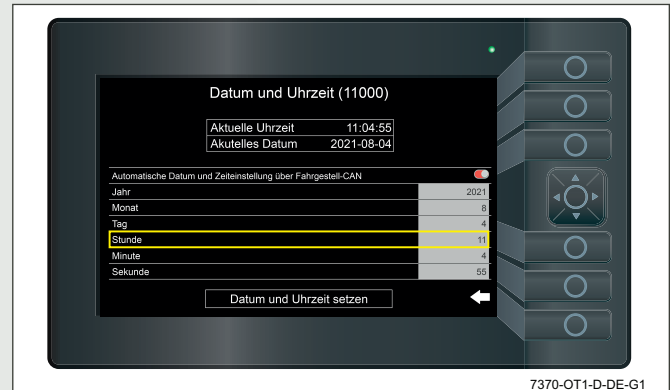 Datum und Uhrzeit (11000)
Aktuelle Uhrzeit 11:04:55
Akutelles Datum 2021-08-04
Automatische Datum und Zeiteinstellung über Fahrgestell-CAN
Jahr 2021
Monat 8
Tag 4
Stunde 11
Minute 4
Sekunde 55
Datum und Uhrzeit setzen
7370-OT1-D-DE-G1